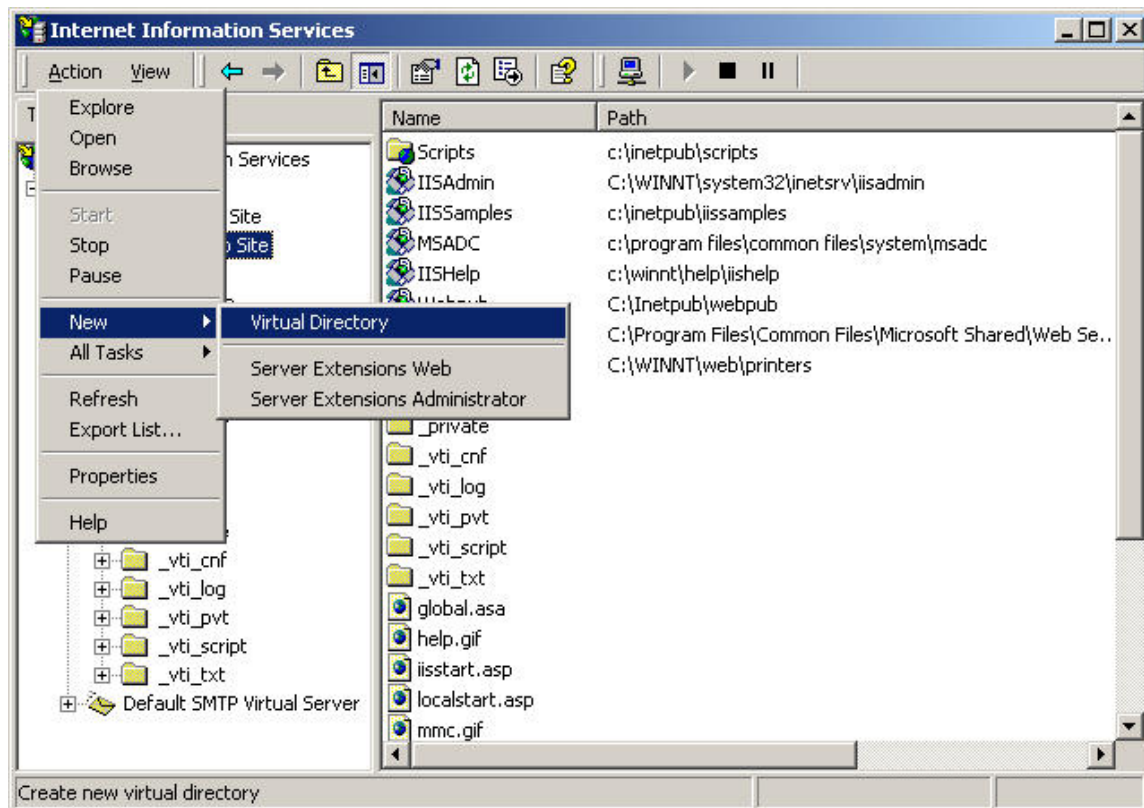 Internet Information Services
Action View
Explore
Open
Browse
Start
Stop
Pause
New
All Tasks
Refresh
Export List...
Properties
Help
Virtual Directory
Server Extensions Web
Server Extensions Administrator
Services
Site
Site
_vti_cnf
_vti_log
_vti_pvt
_vti_script
_vti_txt
Default SMTP Virtual Server
Name Path
Scripts c:\inetpub\scripts
IISAdmin C:\WINNT\system32\inetsrv\iisadmin
IISSamples c:\inetpub\iissamples
MSADC c:\program files\common files\system\msadc
IISHelp c:\winnt\help\iishelp
Webpub C:\Inetpub\webpub
C:\Program Files\Common Files\Microsoft Shared\Web Se..
C:\WINNT\web\printers
_private
_vti_cnf
_vti_log
_vti_pvt
_vti_script
_vti_txt
global.asa
help.gif
iisstart.asp
localstart.asp
mmc.gif
Create new virtual directory